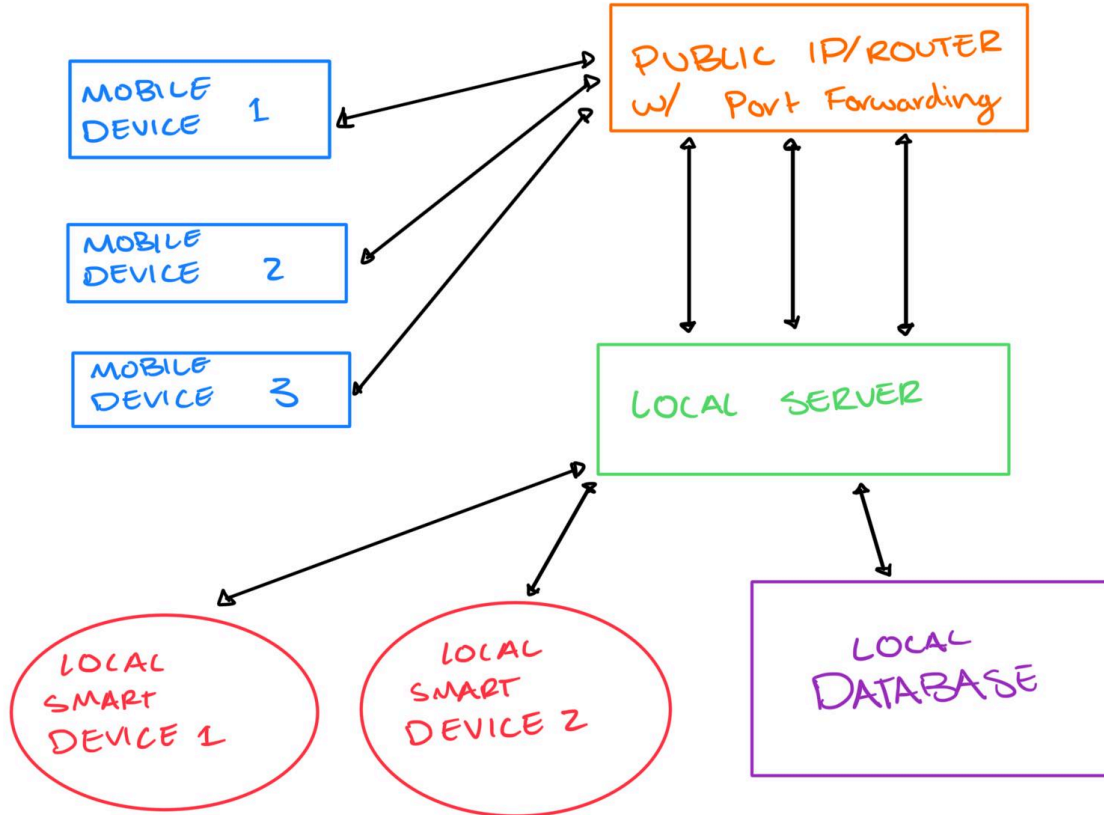 PUBLIC IP/ROUTER
w/ Port Forwarding
MOBILE
DEVICE 1
MOBILE
DEVICE 2
MOBILE
DEVICE 3
LOCAL SERVER
LOCAL
SMART
DEVICE 1
LOCAL
SMART
DEVICE 2
LOCAL
DATABASE